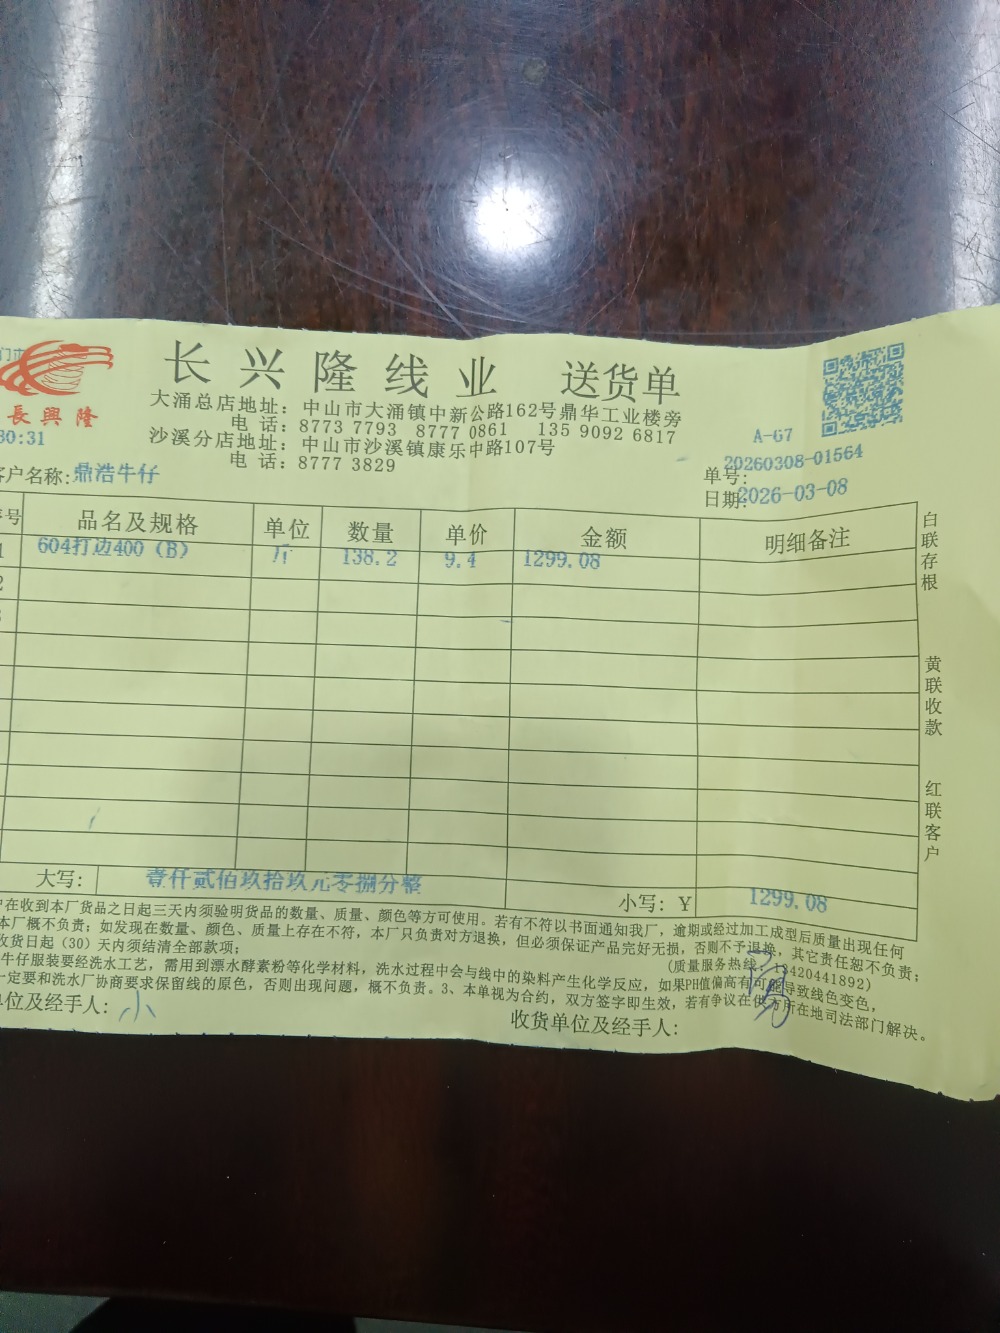 长兴隆线业 送货单
長興隆
大涌总店地址：中山市大涌镇中新公路162号鼎华工业楼旁
电 话：8773 7793 8777 0861 135 9092 6817
沙溪分店地址：中山市沙溪镇康乐中路107号
电 话：8777 3829
30:31
A-G7
单号：20260308-01564
日期：2026-03-08
客户名称：鼎浩牛仔
号 品名及规格 单位 数量 单价 金额 明细备注
1 604打边400（B） 斤 138.2 9.4 1299.08
2
白联存根
黄联收款
红联客户
大写： 壹仟贰佰玖拾玖元零捌分整
小写：Y 1299.08
在收到本厂货品之日起三天内须验明货品的数量、质量、颜色等方可使用。若有不符以书面通知我厂，逾期或经过加工成型后质量出现任何
本厂概不负责；如发现在数量、颜色、质量上存在不符，本厂只负责对方退换，但必须保证产品完好无损，否则不予退换，其它责任恕不负责；
收货日起（30）天内须结清全部款项；
(质量服务热线：13420441892)
牛仔服装要经洗水工艺，需用到漂水酵素粉等化学材料，洗水过程中会与线中的染料产生化学反应，如果PH值偏高有可能导致线色变色，
一定要和洗水厂协商要求保留线的原色，否则出现问题，概不负责。3、本单视为合约，双方签字即生效，若有争议在供方所在地司法部门解决。
单位及经手人：小
收货单位及经手人：